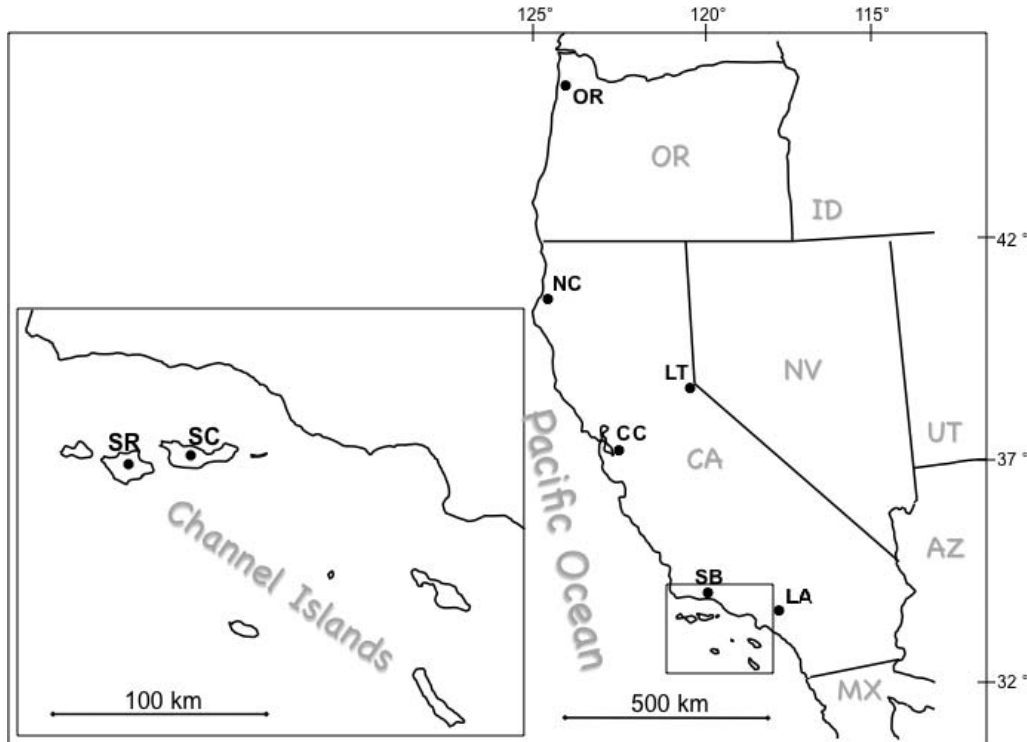 125°
120°
115°
OR
OR
ID
42 °
NC
LT
NV
CC
CA
UT
37 °
AZ
Pacific Ocean
SR
SC
Channel Islands
SB
LA
100 km
500 km
MX
32 °